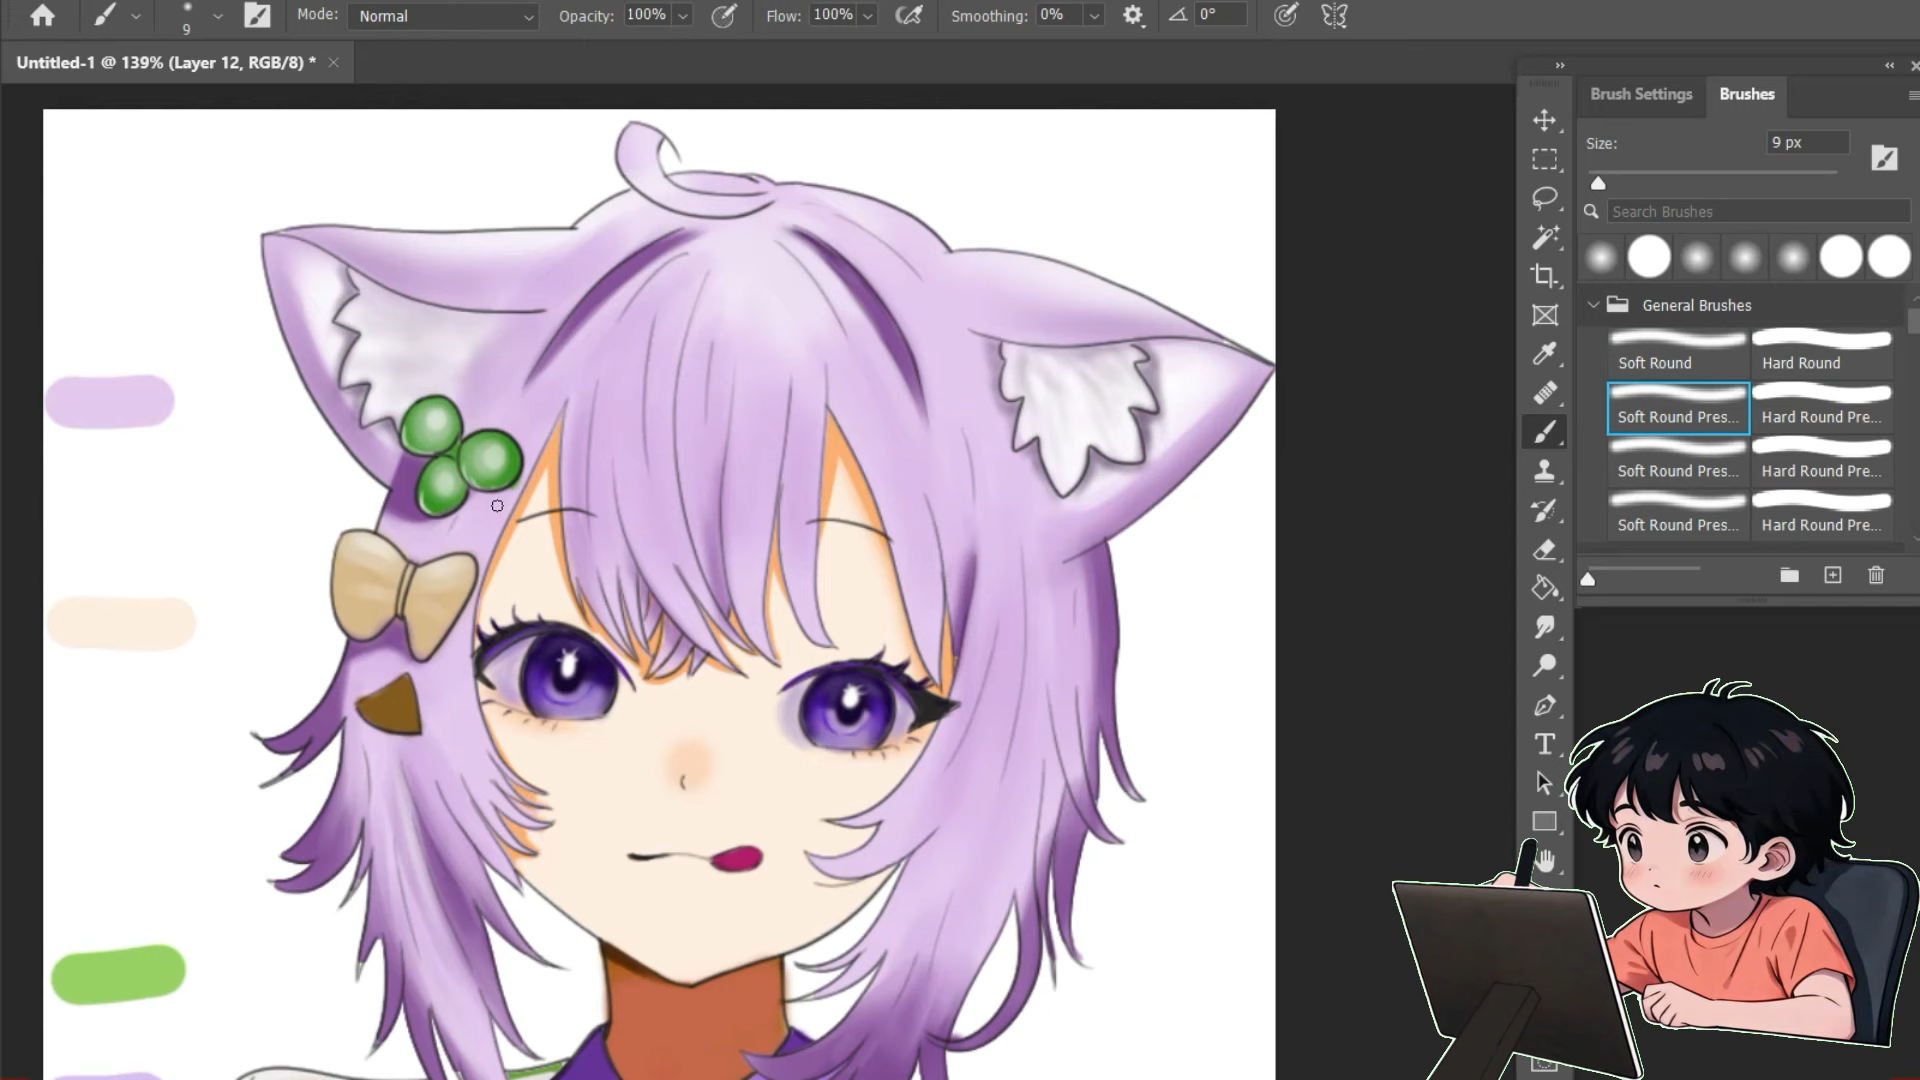 Mode: Normal Opacity: 100% Flow: 100% Smoothing: 0% 0°
9
Untitled-1 @ 139% (Layer 12, RGB/8) *
Brush Settings Brushes
Size: 9 px
Search Brushes
General Brushes
Soft Round Hard Round
Soft Round Pres... Hard Round Pre...
Soft Round Pres... Hard Round Pre...
Soft Round Pres... Hard Round Pre...